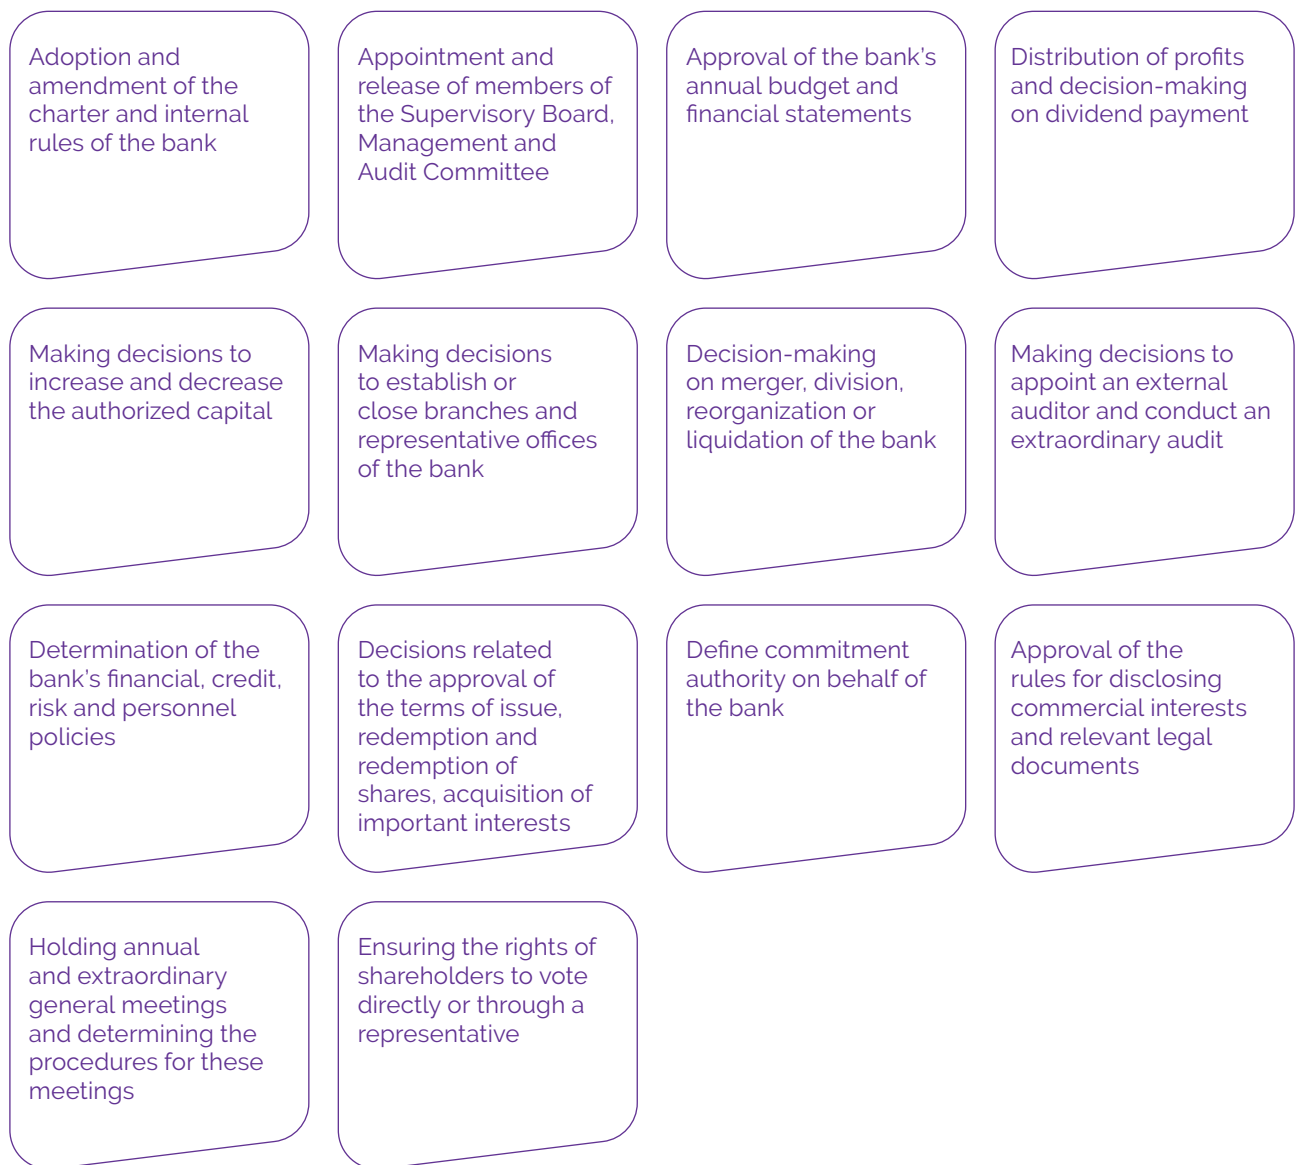 Adoption and
amendment of the
charter and internal
rules of the bank
Appointment and
release of members of
the Supervisory Board,
Management and
Audit Committee
Approval of the bank's
annual budget and
financial statements
Distribution of profits
and decision-making
on dividend payment
Making decisions to
increase and decrease
the authorized capital
Making decisions
to establish or
close branches and
representative offices
of the bank
Decision-making
on merger, division,
reorganization or
liquidation of the bank
Making decisions to
appoint an external
auditor and conduct an
extraordinary audit
Determination of the
bank's financial, credit,
risk and personnel
policies
Decisions related
to the approval of
the terms of issue,
redemption and
redemption of
shares, acquisition of
important interests
Define commitment
authority on behalf of
the bank
Approval of the
rules for disclosing
commercial interests
and relevant legal
documents
Holding annual
and extraordinary
general meetings
and determining the
procedures for these
meetings
Ensuring the rights of
shareholders to vote
directly or through a
representative